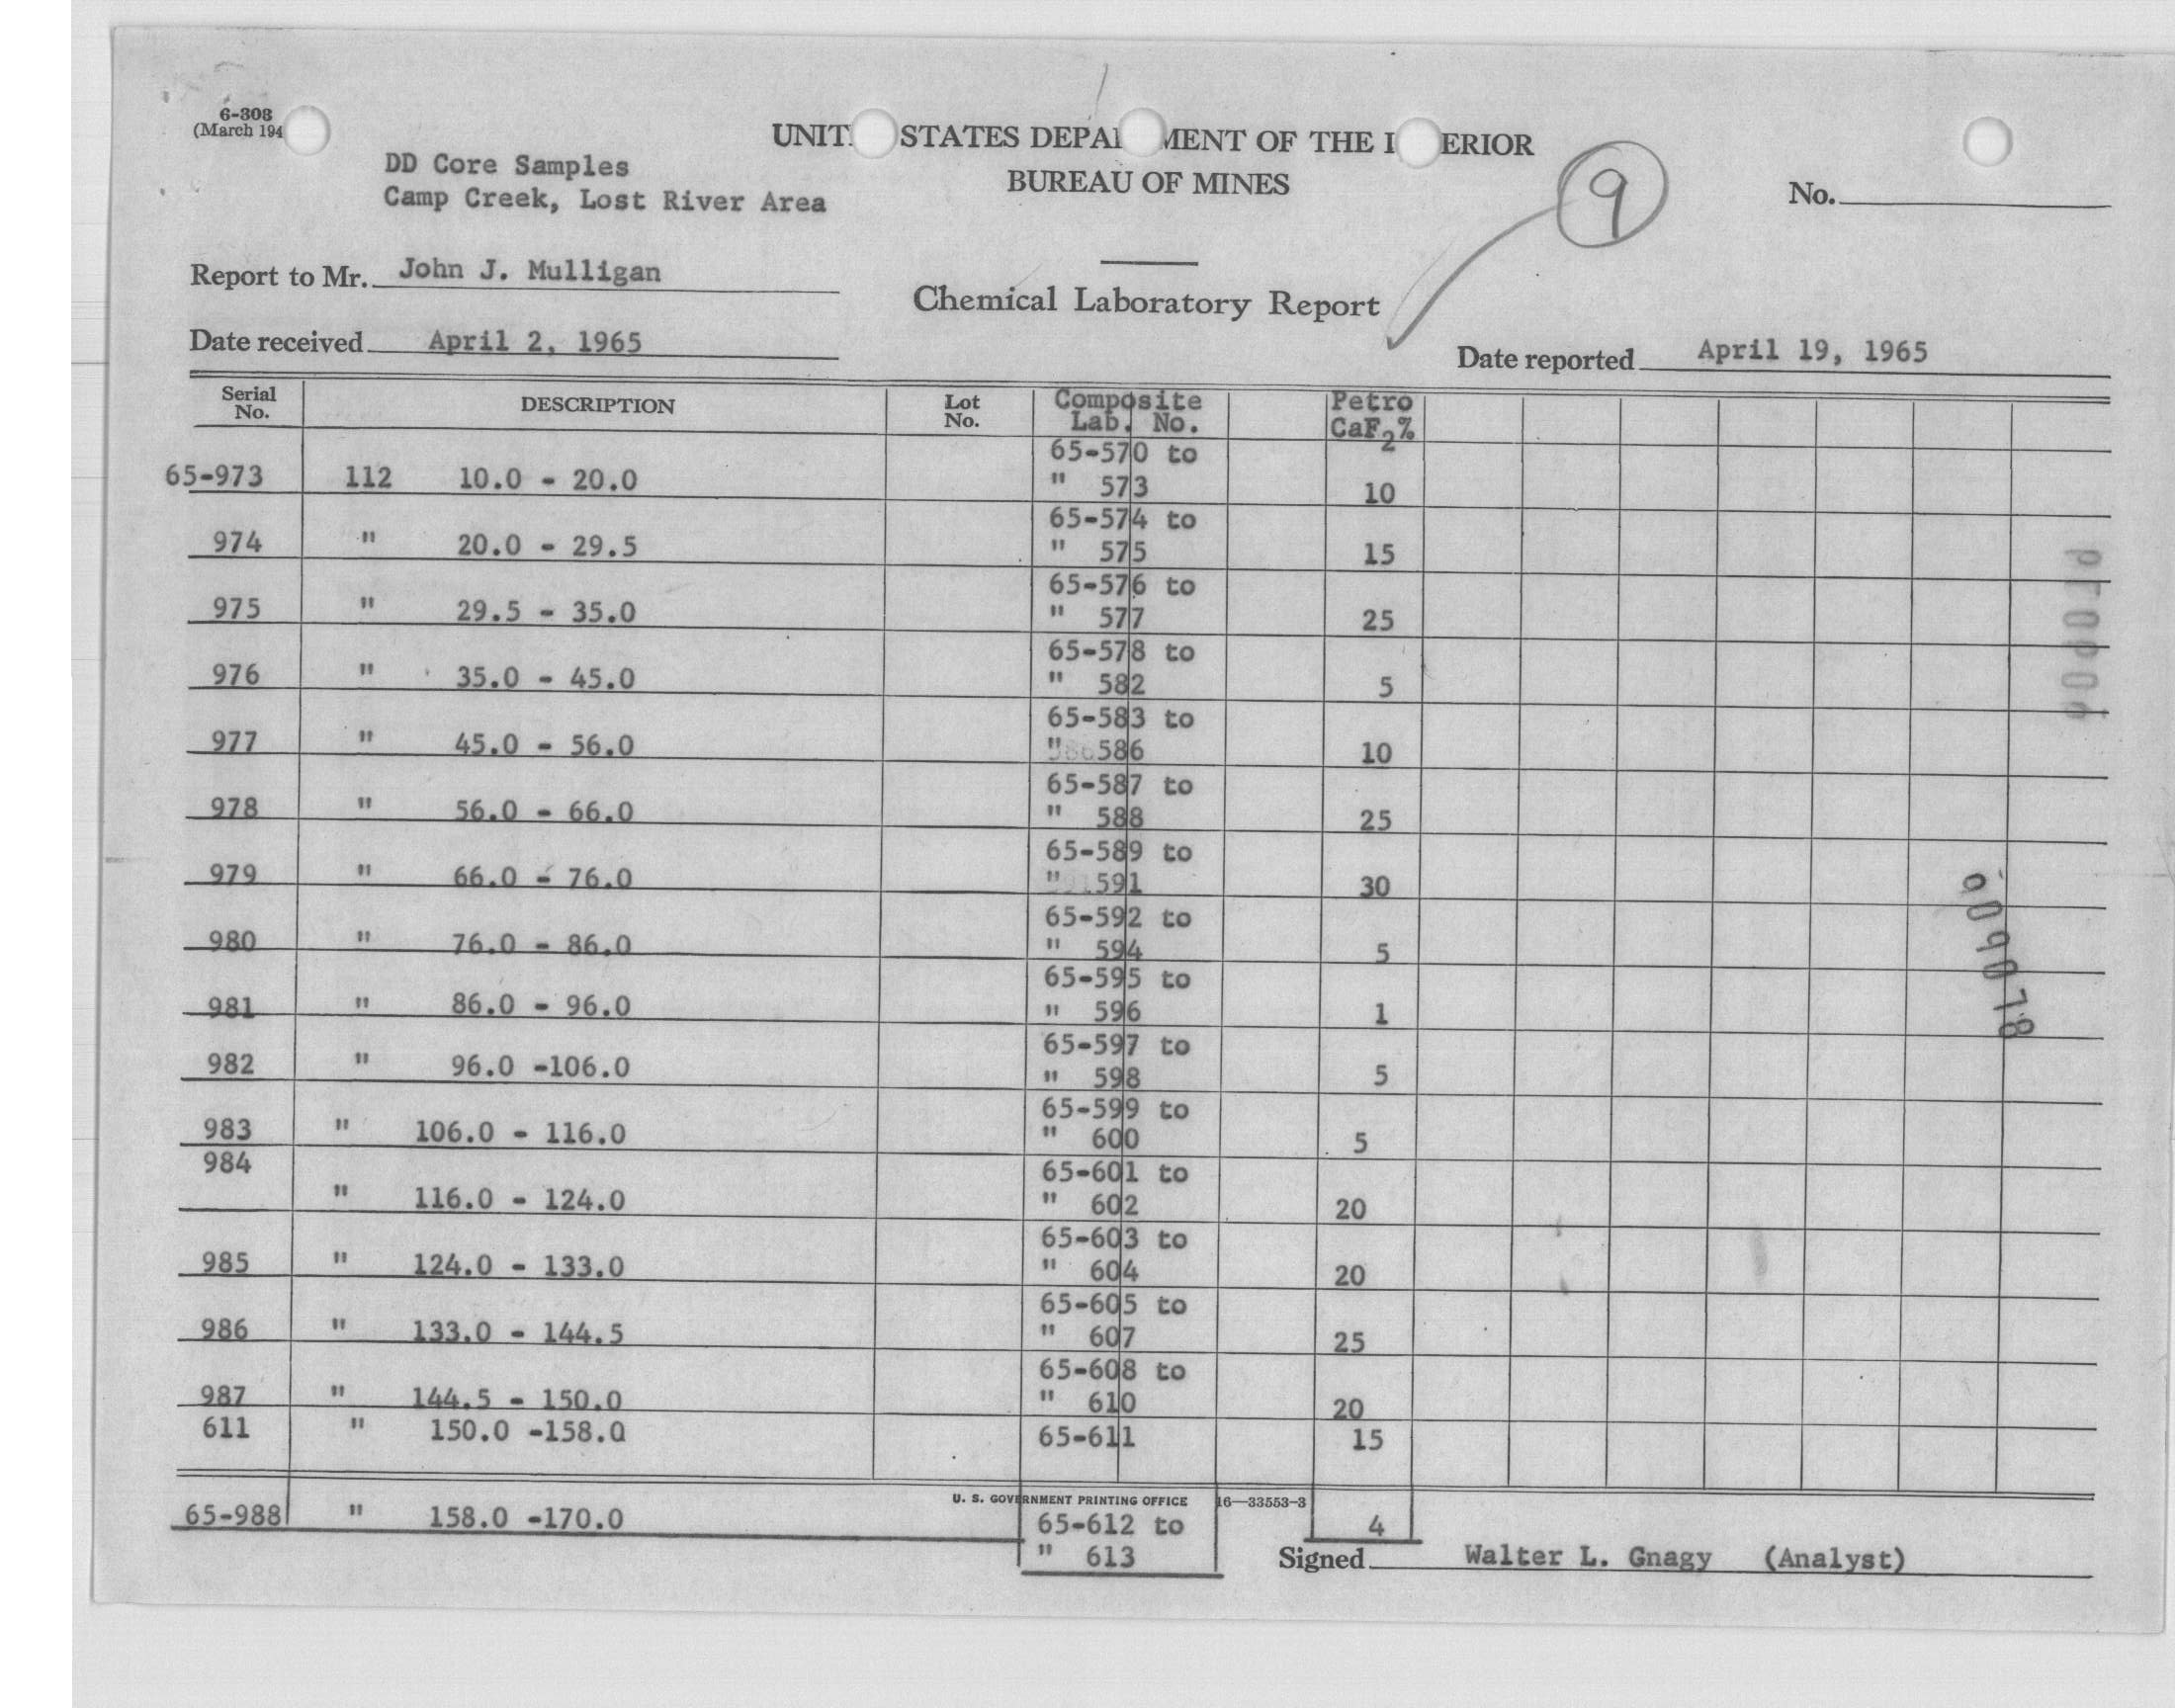 6-308
(March 194
UNIT STATES DEPA MENT OF THE I ERIOR
BUREAU OF MINES
DD Core Samples
Camp Creek, Lost River Area
9
No.
Report to Mr. John J. Mulligan
Chemical Laboratory Report
Date received April 2, 1965
Date reported April 19, 1965
Serial No. DESCRIPTION Lot No. Composite Lab. No. Petro CaF2%
65-570 to
65-973 112 10.0 - 20.0 " 573 10
65-574 to
974 " 20.0 - 29.5 " 575 15
65-576 to
975 " 29.5 - 35.0 " 577 25
65-578 to
976 " 35.0 - 45.0 " 582 5
65-583 to
977 " 45.0 - 56.0 " 586 10
65-587 to
978 " 56.0 - 66.0 " 588 25
65-589 to
979 " 66.0 - 76.0 " 591 30
65-592 to
980 " 76.0 - 86.0 " 594 5
65-595 to
981 " 86.0 - 96.0 " 596 1
65-597 to
982 " 96.0 -106.0 " 598 5
65-599 to
983 " 106.0 - 116.0 " 600 5
984 65-601 to
" 116.0 - 124.0 " 602 20
65-603 to
985 " 124.0 - 133.0 " 604 20
65-605 to
986 " 133.0 - 144.5 " 607 25
65-608 to
987 " 144.5 - 150.0 " 610 20
611 " 150.0 -158.0 65-611 15
U. S. GOVERNMENT PRINTING OFFICE 16—33553-3
65-988 " 158.0 -170.0 65-612 to 4
" 613
Signed Walter L. Gnagy (Analyst)